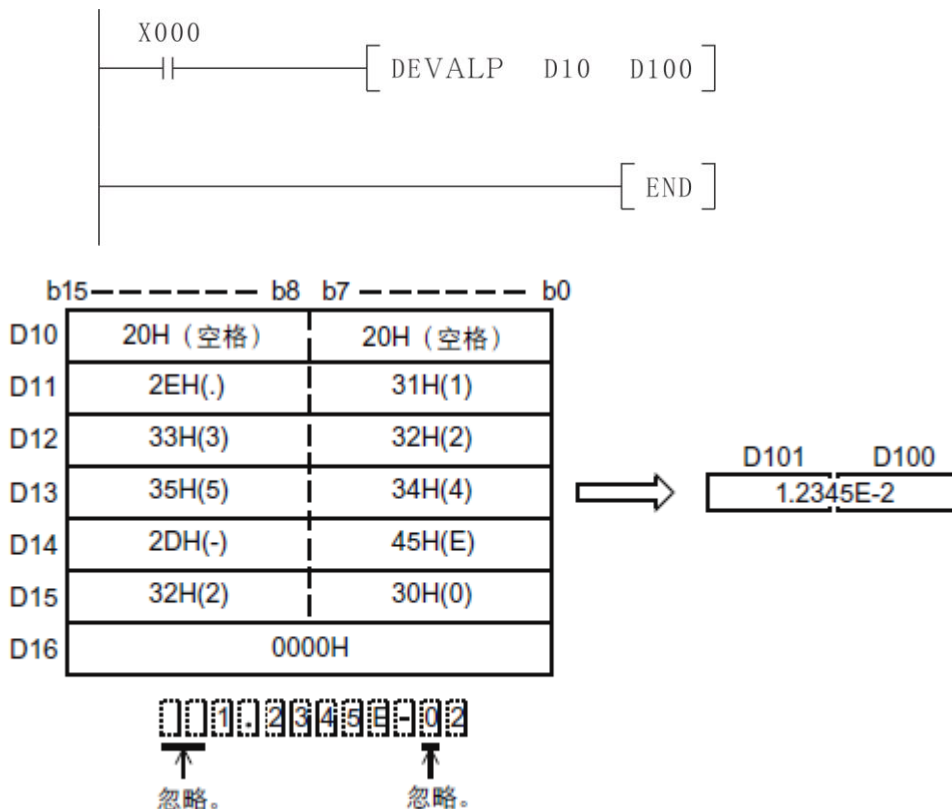 X000
DEVALP D10 D100
END
b15 b8 b7 b0
D10 20H (空格) 20H (空格)
D11 2EH(.) 31H(1)
D12 33H(3) 32H(2)
D13 35H(5) 34H(4)
D14 2DH(-) 45H(E)
D15 32H(2) 30H(0)
D16 0000H
D101 D100
1.2345E-2
1.2345E-02
忽略。 忽略。